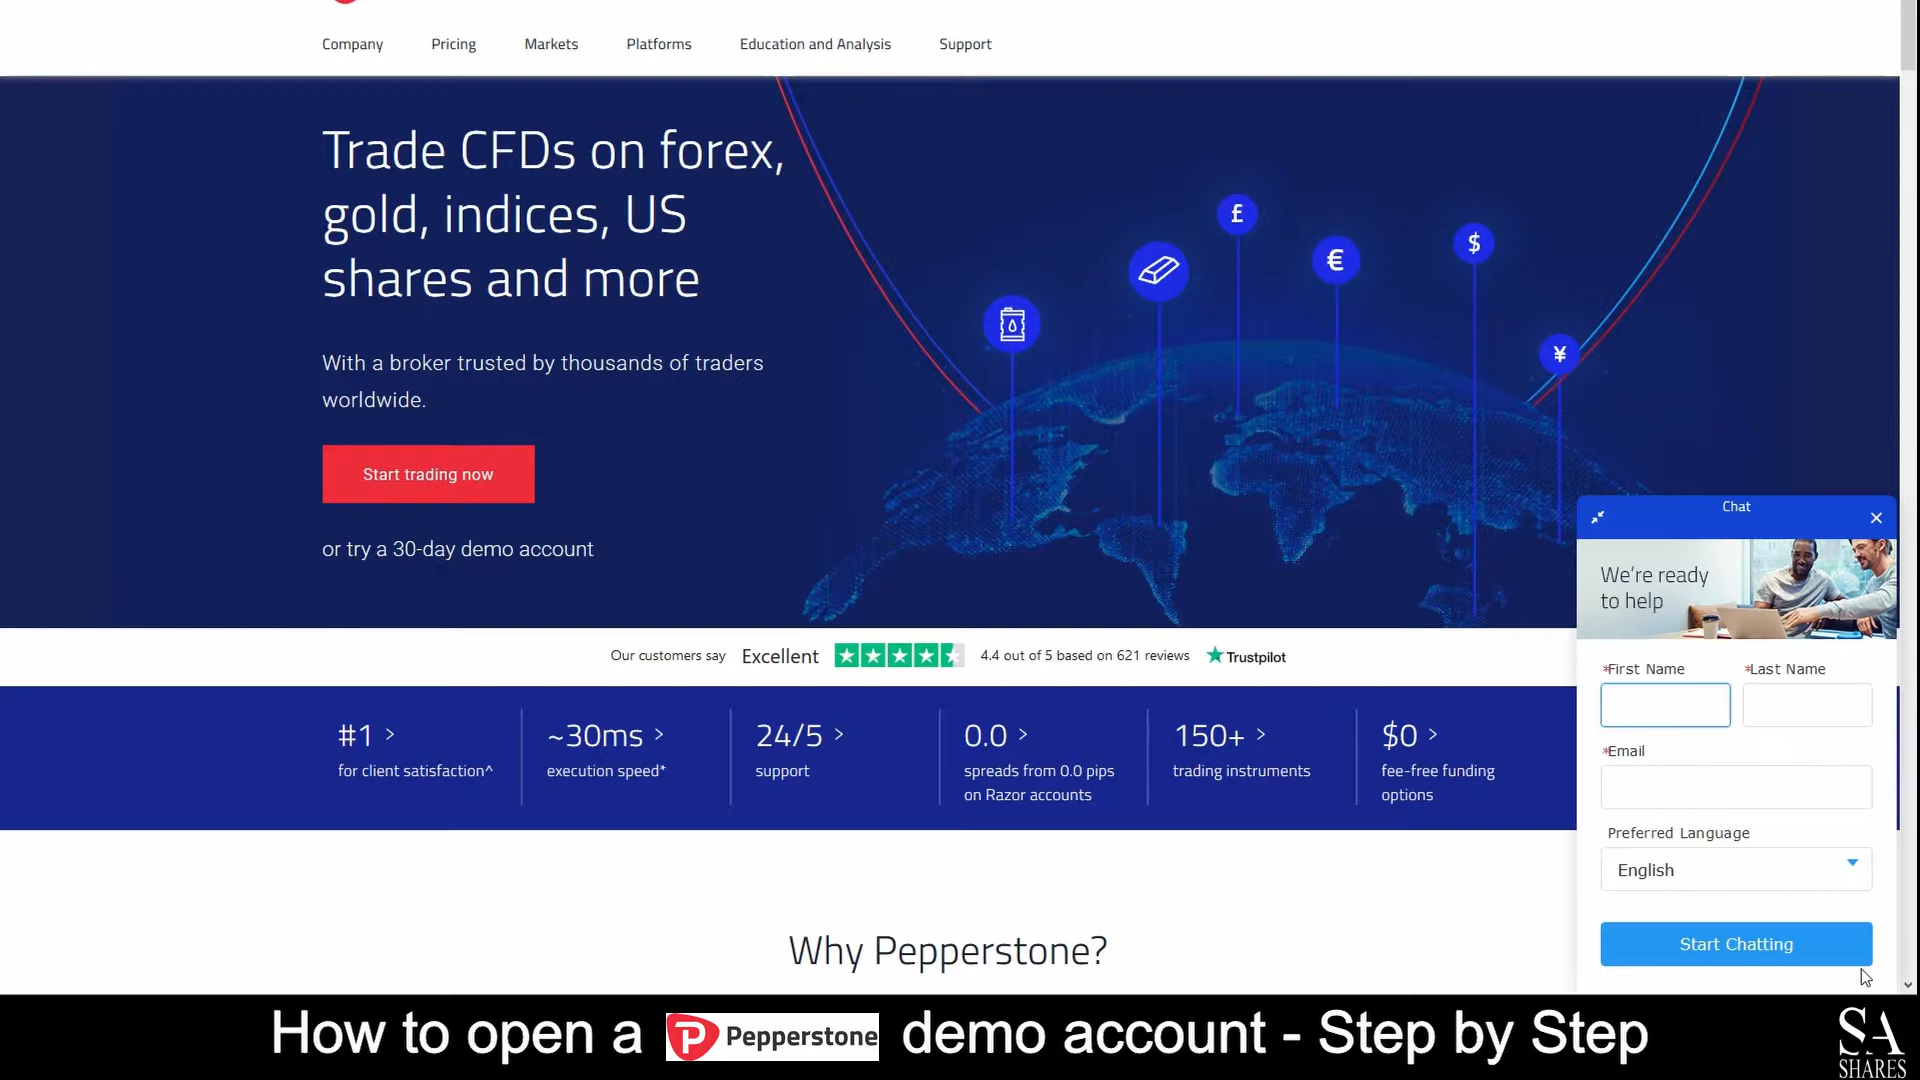 Company Pricing Markets Platforms Education and Analysis Support
Trade CFDs on forex,
gold, indices, US
shares and more
With a broker trusted by thousands of traders
worldwide.
Start trading now
or try a 30-day demo account
£
€
$
¥
Our customers say Excellent 4.4 out of 5 based on 621 reviews Trustpilot
#1 >
for client satisfaction^
~30ms >
execution speed*
24/5 >
support
0.0 >
spreads from 0.0 pips
on Razor accounts
150+ >
trading instruments
$0 >
fee-free funding
options
Why Pepperstone?
Chat
We're ready
to help
*First Name *Last Name
*Email
Preferred Language
English
Start Chatting
How to open a Pepperstone demo account - Step by Step
SA
SHARES